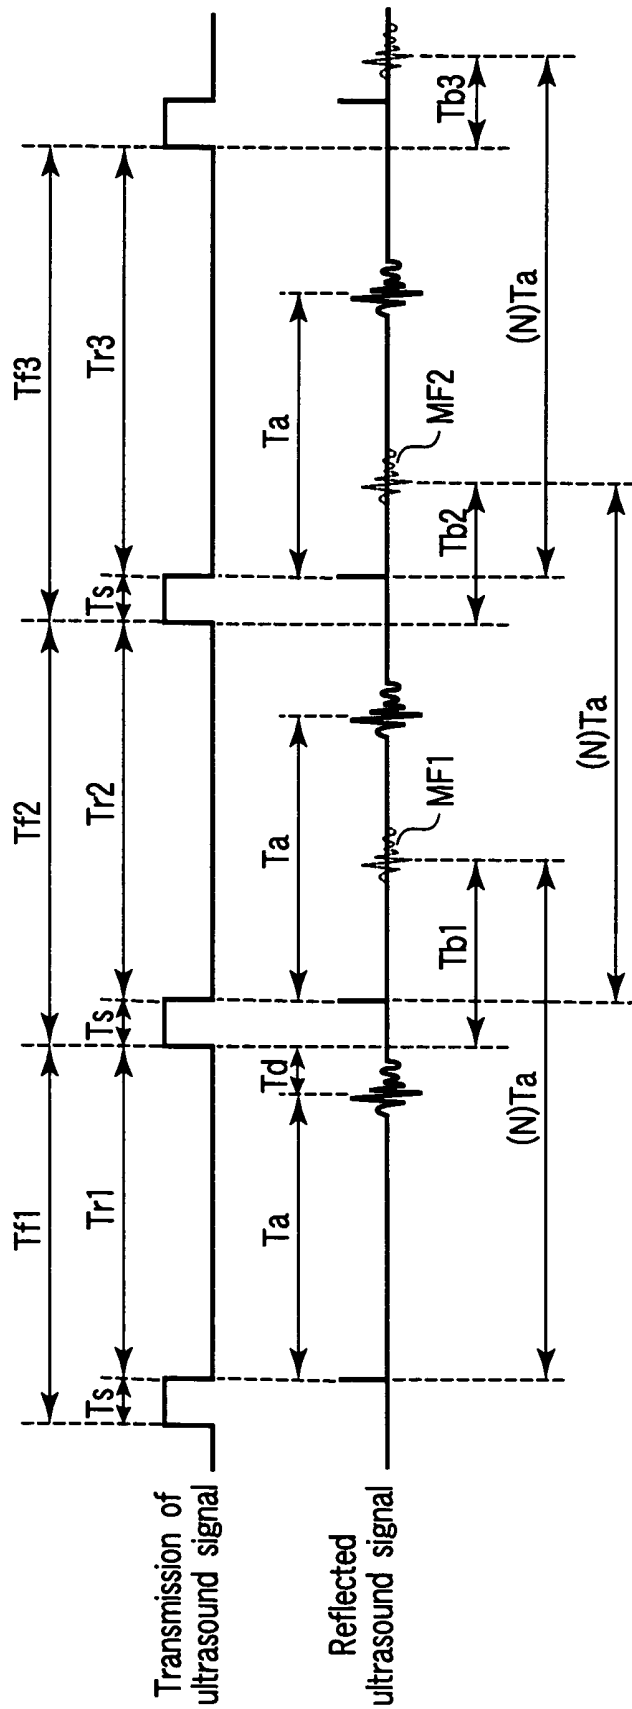 Tf1
Tf2
Tf3
Ts
Tr1
Ts
Tr2
Ts
Tr3
Transmission of
ultrasound signal
Ta
Td
Ta
Ta
Reflected
ultrasound signal
MF1
MF2
Tb1
Tb2
Tb3
(N)Ta
(N)Ta
(N)Ta